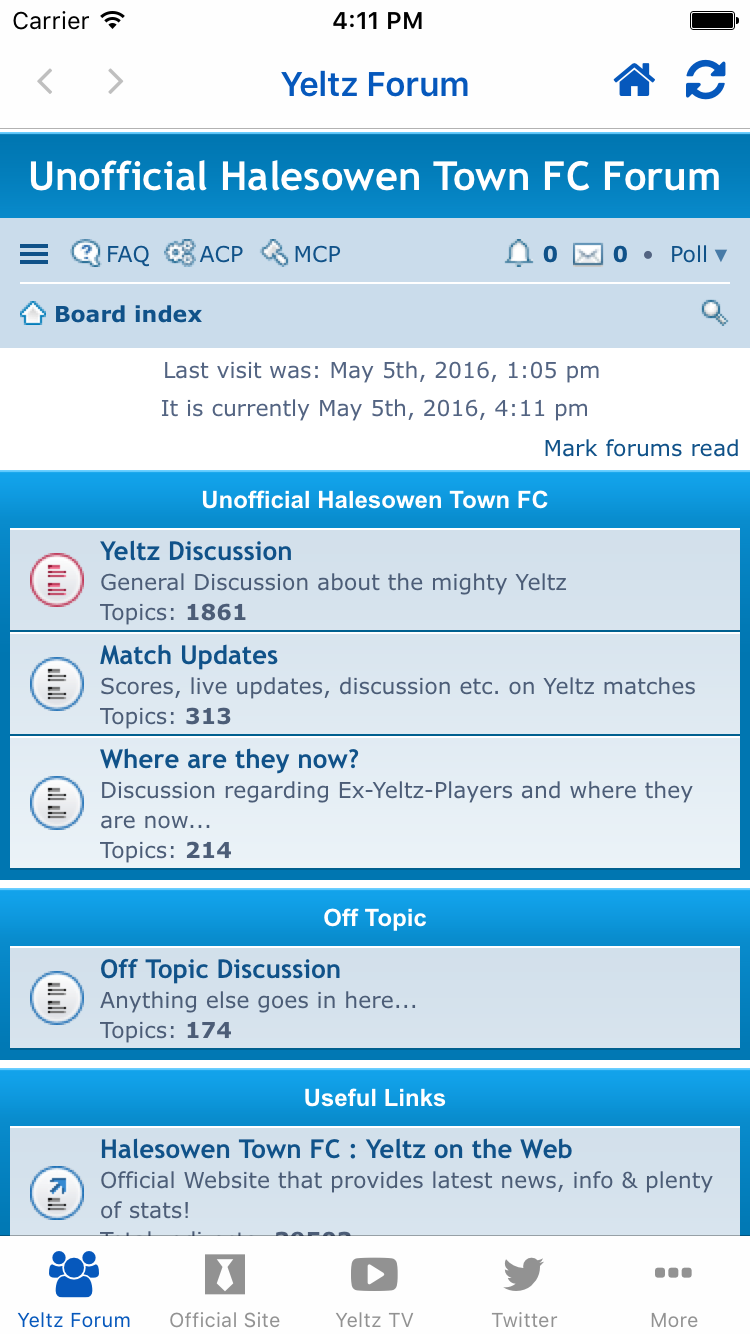 Carrier 4:11 PM
Yeltz Forum
Unofficial Halesowen Town FC Forum
FAQ ACP MCP 0 0 • Poll ▼
Board index
Last visit was: May 5th, 2016, 1:05 pm
It is currently May 5th, 2016, 4:11 pm
Mark forums read
Unofficial Halesowen Town FC
Yeltz Discussion
General Discussion about the mighty Yeltz
Topics: 1861
Match Updates
Scores, live updates, discussion etc. on Yeltz matches
Topics: 313
Where are they now?
Discussion regarding Ex-Yeltz-Players and where they
are now...
Topics: 214
Off Topic
Off Topic Discussion
Anything else goes in here...
Topics: 174
Useful Links
Halesowen Town FC : Yeltz on the Web
Official Website that provides latest news, info & plenty
of stats!
Yeltz Forum Official Site Yeltz TV Twitter More